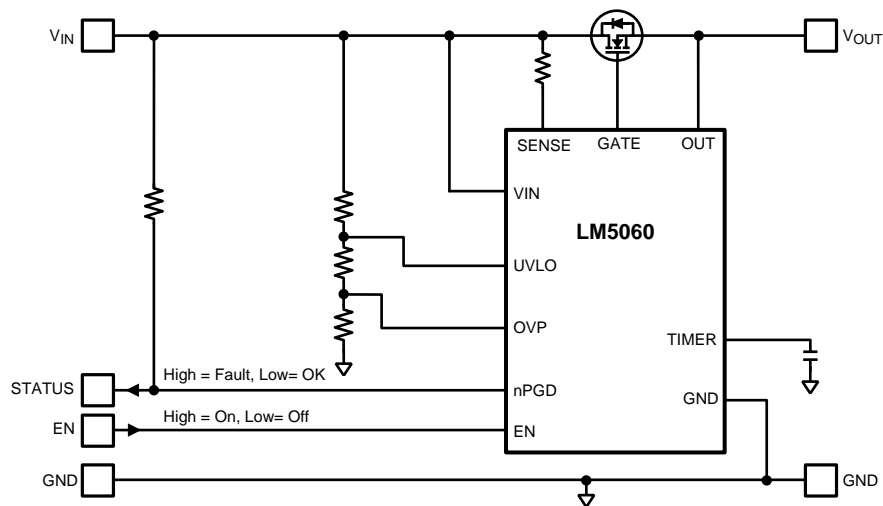 VIN
VOUT
SENSE GATE OUT
VIN
LM5060
UVLO
OVP
TIMER
STATUS
High = Fault, Low= OK
nPGD
GND
EN
High = On, Low= Off
EN
GND
GND